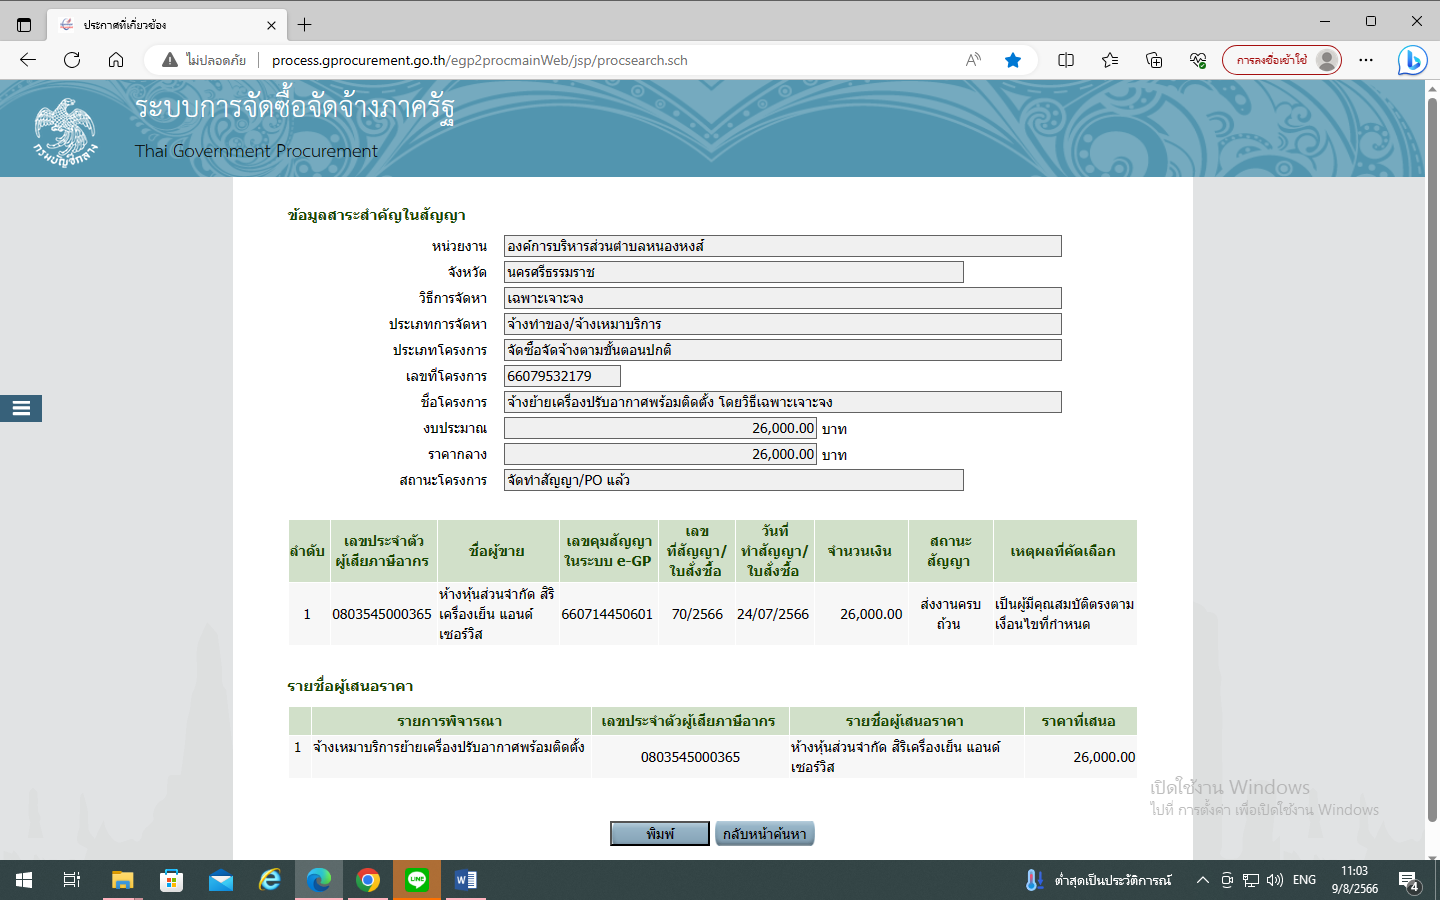 ประกาศที่เกี่ยวข้อง
ไม่ปลอดภัย
process.gprocurement.go.th/egp2procmainWeb/jsp/procsearch.sch
การลงชื่อเข้าใช้
ระบบการจัดซื้อจัดจ้างภาครัฐ
Thai Government Procurement
กรมบัญชีกลาง
ข้อมูลสาระสำคัญในสัญญา
หน่วยงาน องค์การบริหารส่วนตำบลหนองหงส์
จังหวัด นครศรีธรรมราช
วิธีการจัดหา เฉพาะเจาะจง
ประเภทการจัดหา จ้างทำของ/จ้างเหมาบริการ
ประเภทโครงการ จัดซื้อจัดจ้างตามขั้นตอนปกติ
เลขที่โครงการ 66079532179
ชื่อโครงการ จ้างย้ายเครื่องปรับอากาศพร้อมติดตั้ง โดยวิธีเฉพาะเจาะจง
งบประมาณ 26,000.00 บาท
ราคากลาง 26,000.00 บาท
สถานะโครงการ จัดทำสัญญา/PO แล้ว
ลำดับ เลขประจำตัวผู้เสียภาษีอากร ชื่อผู้ขาย เลขคุมสัญญาในระบบ e-GP เลขที่สัญญา/ใบสั่งซื้อ วันที่ทำสัญญา/ใบสั่งซื้อ จำนวนเงิน สถานะสัญญา เหตุผลที่คัดเลือก
1 0803545000365 ห้างหุ้นส่วนจำกัด สิริเครื่องเย็น แอนด์ เซอร์วิส 660714450601 70/2566 24/07/2566 26,000.00 ส่งงานครบถ้วน เป็นผู้มีคุณสมบัติตรงตามเงื่อนไขที่กำหนด
รายชื่อผู้เสนอราคา
รายการพิจารณา เลขประจำตัวผู้เสียภาษีอากร รายชื่อผู้เสนอราคา ราคาที่เสนอ
1 จ้างเหมาบริการย้ายเครื่องปรับอากาศพร้อมติดตั้ง 0803545000365 ห้างหุ้นส่วนจำกัด สิริเครื่องเย็น แอนด์ เซอร์วิส 26,000.00
เปิดใช้งาน Windows
ไปที่ การตั้งค่า เพื่อเปิดใช้งาน Windows
พิมพ์ กลับหน้าค้นหา
LINE
ต่ำสุดเป็นประวัติการณ์
ENG
11:03
9/8/2566
4